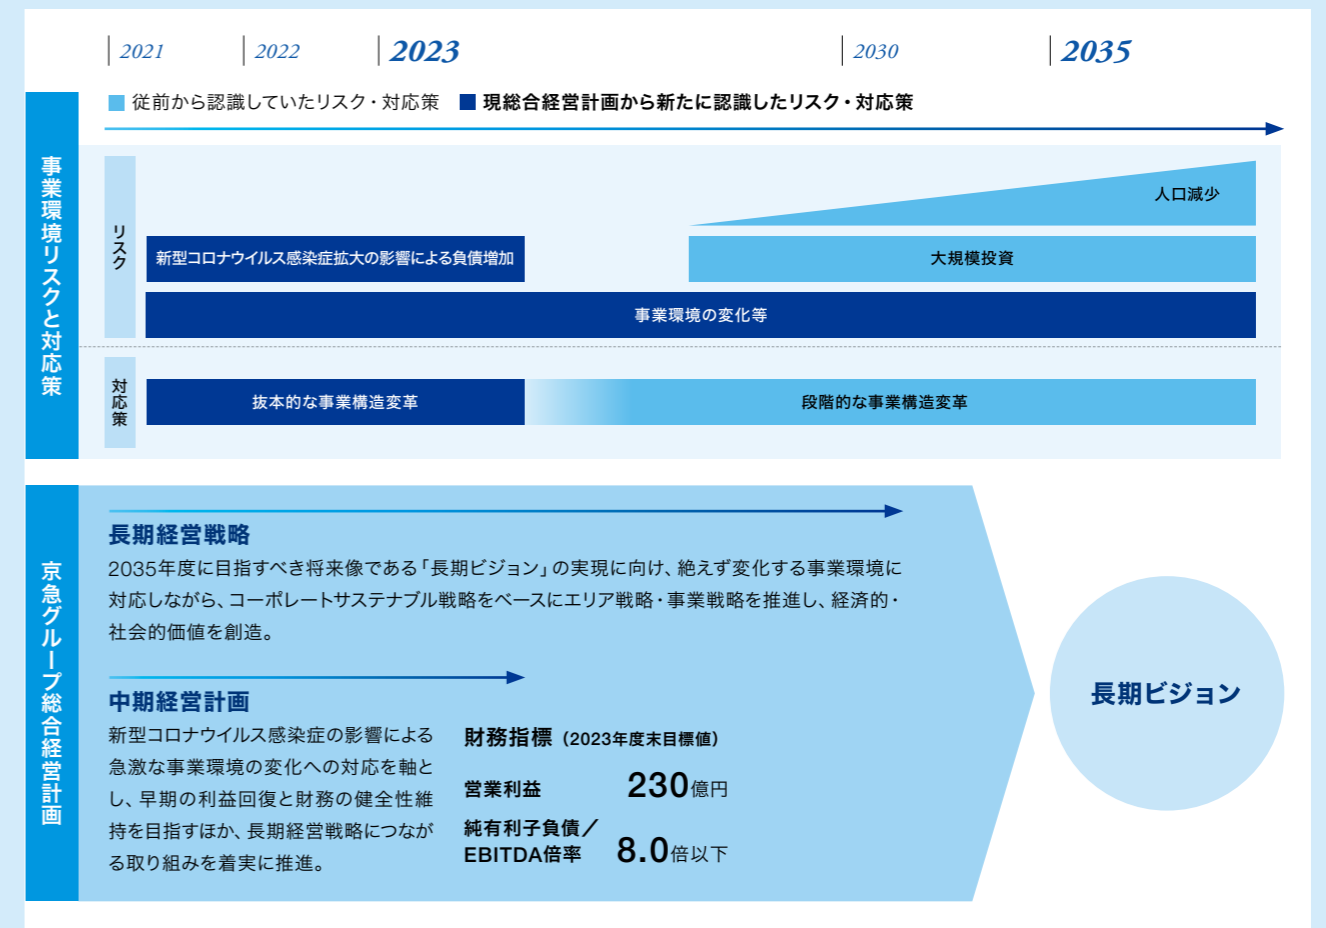 2021
2022
2023
2030
2035
従前から認識していたリスク・対応策
現総合経営計画から新たに認識したリスク・対応策
事業環境リスクと対応策
リスク
人口減少
新型コロナウイルス感染症拡大の影響による負債増加
大規模投資
事業環境の変化等
対応策
抜本的な事業構造変革
段階的な事業構造変革
京急グループ総合経営計画
長期経営戦略
2035年度に目指すべき将来像である「長期ビジョン」の実現に向け、絶えず変化する事業環境に
対応しながら、コーポレートサステナブル戦略をベースにエリア戦略・事業戦略を推進し、経済的・
社会的価値を創造。
中期経営計画
新型コロナウイルス感染症の影響による
急激な事業環境の変化への対応を軸と
し、早期の利益回復と財務の健全性維
持を目指すほか、長期経営戦略につなが
る取り組みを着実に推進。
財務指標（2023年度末目標値）
営業利益 230億円
純有利子負債／
EBITDA倍率 8.0倍以下
長期ビジョン